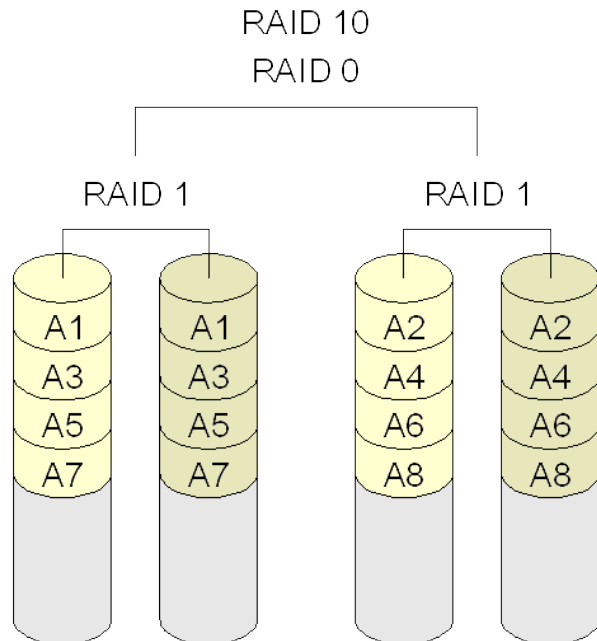 RAID 10
RAID 0
RAID 1 RAID 1
A1 A1 A2 A2
A3 A3 A4 A4
A5 A5 A6 A6
A7 A7 A8 A8